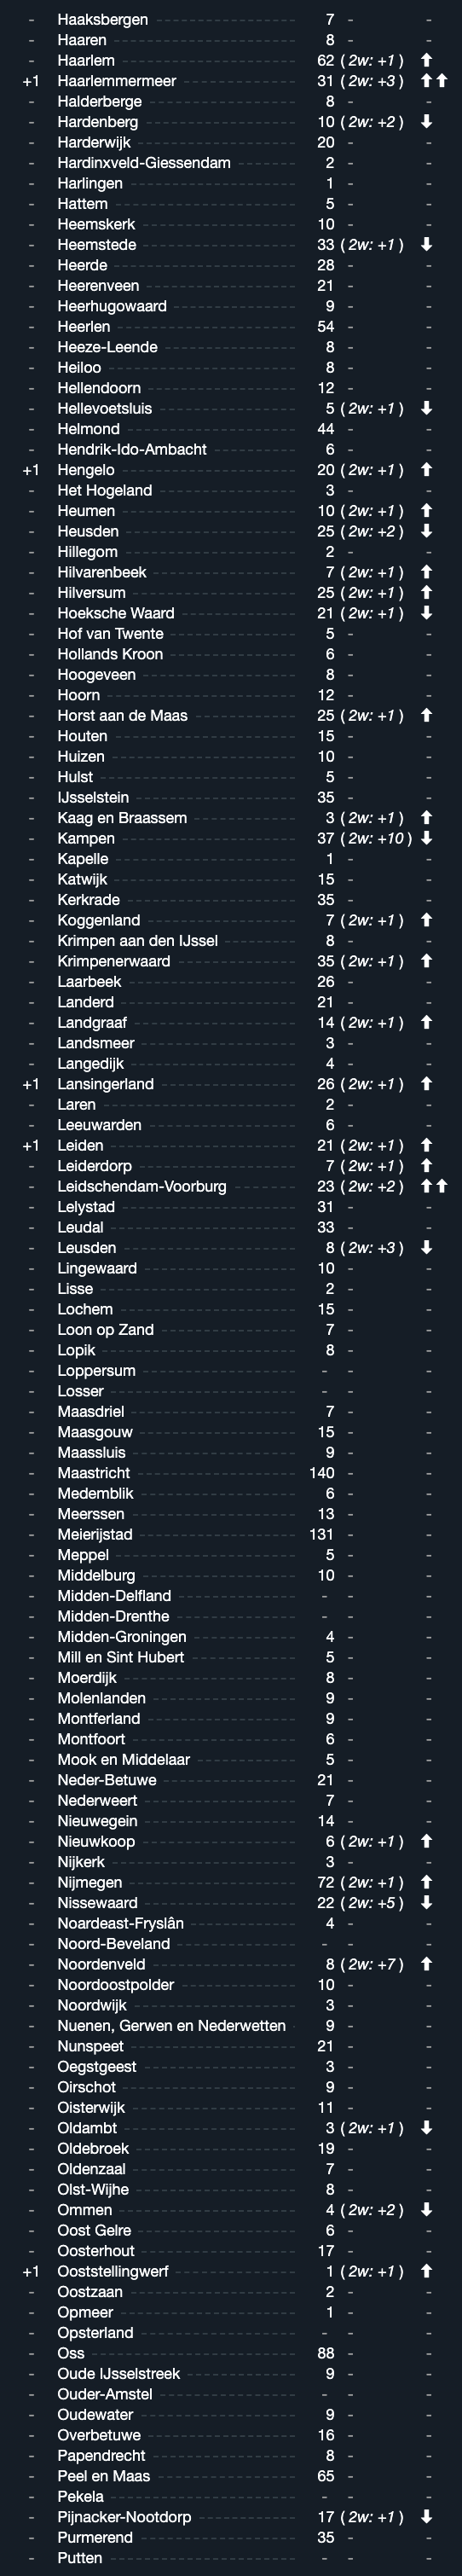 - Haaksbergen 7 - -
- Haaren 8 - -
- Haarlem 62 (2w: +1) ⬆
+1 Haarlemmermeer 31 (2w: +3) ⬆⬆
- Halderberge 8 - -
- Hardenberg 10 (2w: +2) ⬇
- Harderwijk 20 - -
- Hardinxveld-Giessendam 2 - -
- Harlingen 1 - -
- Hattem 5 - -
- Heemskerk 10 - -
- Heemstede 33 (2w: +1) ⬇
- Heerde 28 - -
- Heerenveen 21 - -
- Heerhugowaard 9 - -
- Heerlen 54 - -
- Heeze-Leende 8 - -
- Heiloo 8 - -
- Hellendoorn 12 - -
- Hellevoetsluis 5 (2w: +1) ⬇
- Helmond 44 - -
- Hendrik-Ido-Ambacht 6 - -
+1 Hengelo 20 (2w: +1) ⬆
- Het Hogeland 3 - -
- Heumen 10 (2w: +1) ⬆
- Heusden 25 (2w: +2) ⬇
- Hillegom 2 - -
- Hilvarenbeek 7 (2w: +1) ⬆
- Hilversum 25 (2w: +1) ⬆
- Hoeksche Waard 21 (2w: +1) ⬇
- Hof van Twente 5 - -
- Hollands Kroon 6 - -
- Hoogeveen 8 - -
- Hoorn 12 - -
- Horst aan de Maas 25 (2w: +1) ⬆
- Houten 15 - -
- Huizen 10 - -
- Hulst 5 - -
- IJsselstein 35 - -
- Kaag en Braassem 3 (2w: +1) ⬆
- Kampen 37 (2w: +10) ⬇
- Kapelle 1 - -
- Katwijk 15 - -
- Kerkrade 35 - -
- Koggenland 7 (2w: +1) ⬆
- Krimpen aan den IJssel 8 - -
- Krimpenerwaard 35 (2w: +1) ⬆
- Laarbeek 26 - -
- Landerd 21 - -
- Landgraaf 14 (2w: +1) ⬆
- Landsmeer 3 - -
- Langedijk 4 - -
+1 Lansingerland 26 (2w: +1) ⬆
- Laren 2 - -
- Leeuwarden 6 - -
+1 Leiden 21 (2w: +1) ⬆
- Leiderdorp 7 (2w: +1) ⬆
- Leidschendam-Voorburg 23 (2w: +2) ⬆⬆
- Lelystad 31 - -
- Leudal 33 - -
- Leusden 8 (2w: +3) ⬇
- Lingewaard 10 - -
- Lisse 2 - -
- Lochem 15 - -
- Loon op Zand 7 - -
- Lopik 8 - -
- Loppersum - - -
- Losser - - -
- Maasdriel 7 - -
- Maasgouw 15 - -
- Maassluis 9 - -
- Maastricht 140 - -
- Medemblik 6 - -
- Meerssen 13 - -
- Meierijstad 131 - -
- Meppel 5 - -
- Middelburg 10 - -
- Midden-Delfland - - -
- Midden-Drenthe - - -
- Midden-Groningen 4 - -
- Mill en Sint Hubert 5 - -
- Moerdijk 8 - -
- Molenlanden 9 - -
- Montferland 9 - -
- Montfoort 6 - -
- Mook en Middelaar 5 - -
- Neder-Betuwe 21 - -
- Nederweert 7 - -
- Nieuwegein 14 - -
- Nieuwkoop 6 (2w: +1) ⬆
- Nijkerk 3 - -
- Nijmegen 72 (2w: +1) ⬆
- Nissewaard 22 (2w: +5) ⬇
- Noardeast-Fryslân 4 - -
- Noord-Beveland - - -
- Noordenveld 8 (2w: +7) ⬆
- Noordoostpolder 10 - -
- Noordwijk 3 - -
- Nuenen, Gerwen en Nederwetten 9 - -
- Nunspeet 21 - -
- Oegstgeest 3 - -
- Oirschot 9 - -
- Oisterwijk 11 - -
- Oldambt 3 (2w: +1) ⬇
- Oldebroek 19 - -
- Oldenzaal 7 - -
- Olst-Wijhe 8 - -
- Ommen 4 (2w: +2) ⬇
- Oost Gelre 6 - -
- Oosterhout 17 - -
+1 Ooststellingwerf 1 (2w: +1) ⬆
- Oostzaan 2 - -
- Opmeer 1 - -
- Opsterland - - -
- Oss 88 - -
- Oude IJsselstreek 9 - -
- Ouder-Amstel - - -
- Oudewater 9 - -
- Overbetuwe 16 - -
- Papendrecht 8 - -
- Peel en Maas 65 - -
- Pekela - - -
- Pijnacker-Nootdorp 17 (2w: +1) ⬇
- Purmerend 35 - -
- Putten - - -